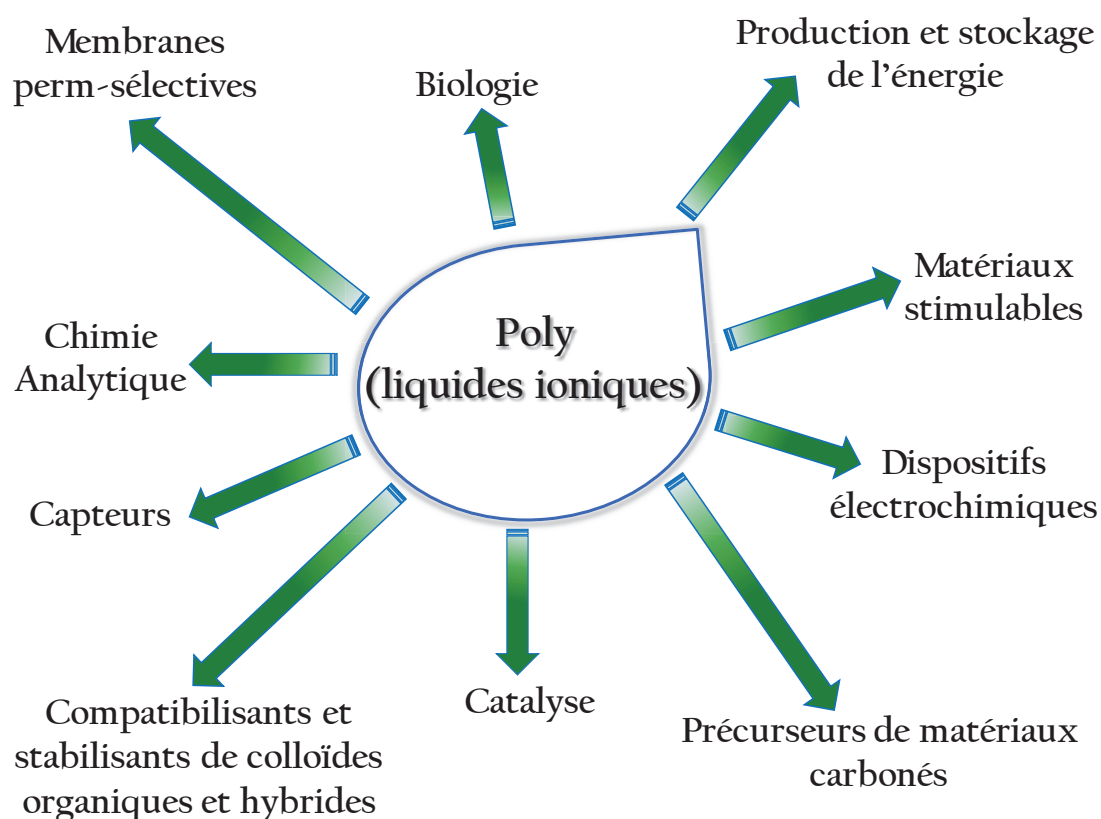 Membranes
perm-sélectives
Biologie
Production et stockage
de l'énergie
Matériaux
stimulables
Poly
(liquides ioniques)
Chimie
Analytique
Dispositifs
électrochimiques
Capteurs
Catalyse
Compatibilisants et
stabilisants de colloïdes
organiques et hybrides
Précurseurs de matériaux
carbonés